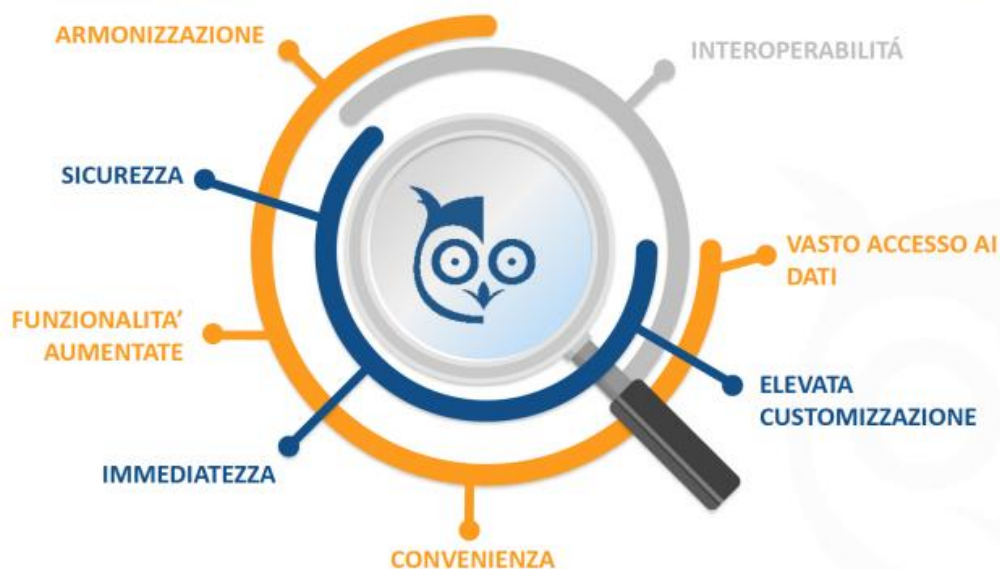 ARMONIZZAZIONE
INTEROPERABILITÁ
SICUREZZA
VASTO ACCESSO AI
DATI
FUNZIONALITA’
AUMENTATE
ELEVATA
CUSTOMIZZAZIONE
IMMEDIATEZZA
CONVENIENZA